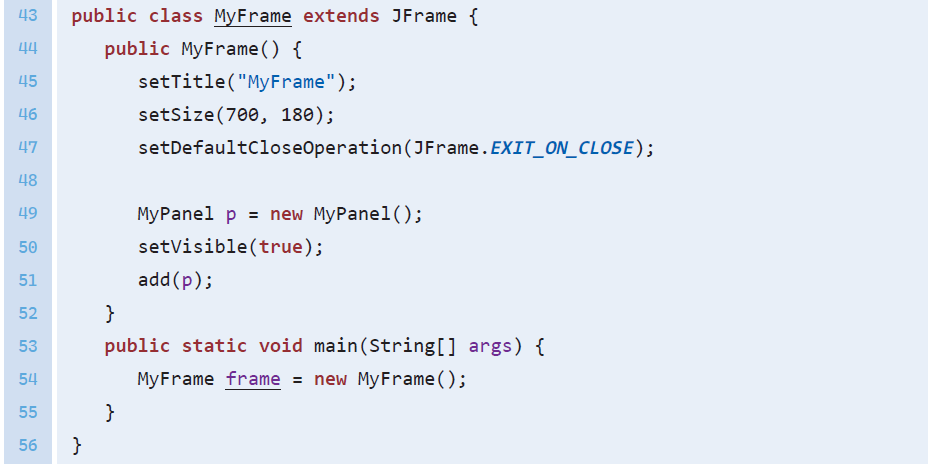 43 public class MyFrame extends JFrame {
44 public MyFrame() {
45 setTitle("MyFrame");
46 setSize(700, 180);
47 setDefaultCloseOperation(JFrame.EXIT_ON_CLOSE);
48
49 MyPanel p = new MyPanel();
50 setVisible(true);
51 add(p);
52 }
53 public static void main(String[] args) {
54 MyFrame frame = new MyFrame();
55 }
56 }